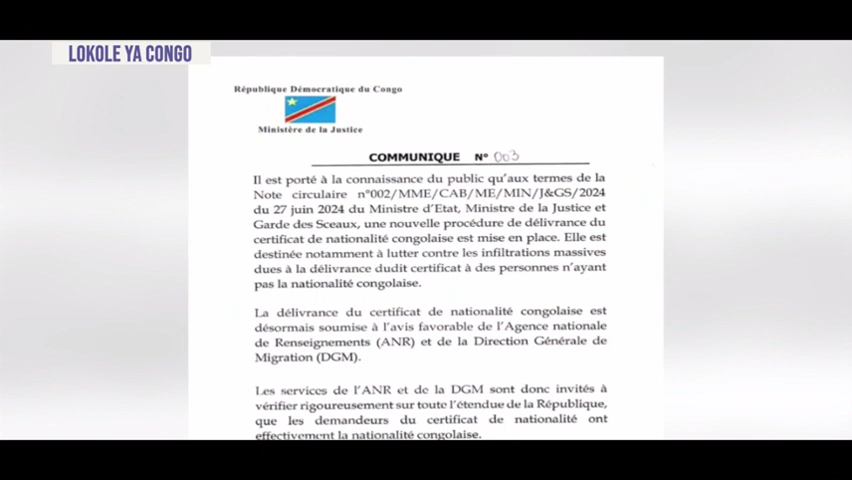 LOKOLE YA CONGO
République Démocratique du Congo
Ministère de la Justice
COMMUNIQUE N° 003
Il est porté à la connaissance du public qu'aux termes de la
Note circulaire n°002/MME/CAB/ME/MIN/J&GS/2024
du 27 juin 2024 du Ministre d'Etat, Ministre de la Justice et
Garde des Sceaux, une nouvelle procédure de délivrance du
certificat de nationalité congolaise est mise en place. Elle est
destinée notamment à lutter contre les infiltrations massives
dues à la délivrance dudit certificat à des personnes n'ayant
pas la nationalité congolaise.
La délivrance du certificat de nationalité congolaise est
désormais soumise à l'avis favorable de l'Agence nationale
de Renseignements (ANR) et de la Direction Générale de
Migration (DGM).
Les services de l'ANR et de la DGM sont donc invités à
vérifier rigoureusement sur toute l'étendue de la République,
que les demandeurs du certificat de nationalité ont
effectivement la nationalité congolaise.